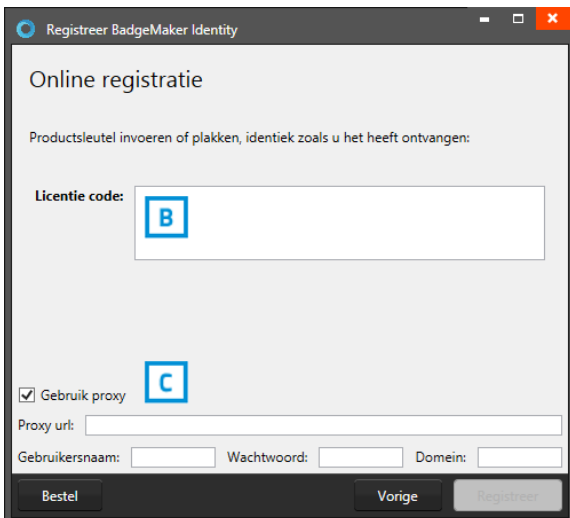 Registreer BadgeMaker Identity
Online registratie
Productsleutel invoeren of plakken, identiek zoals u het heeft ontvangen:
Licentie code:
B
C
Gebruik proxy
Proxy url:
Gebruikersnaam: Wachtwoord: Domein:
Bestel Vorige Registreer